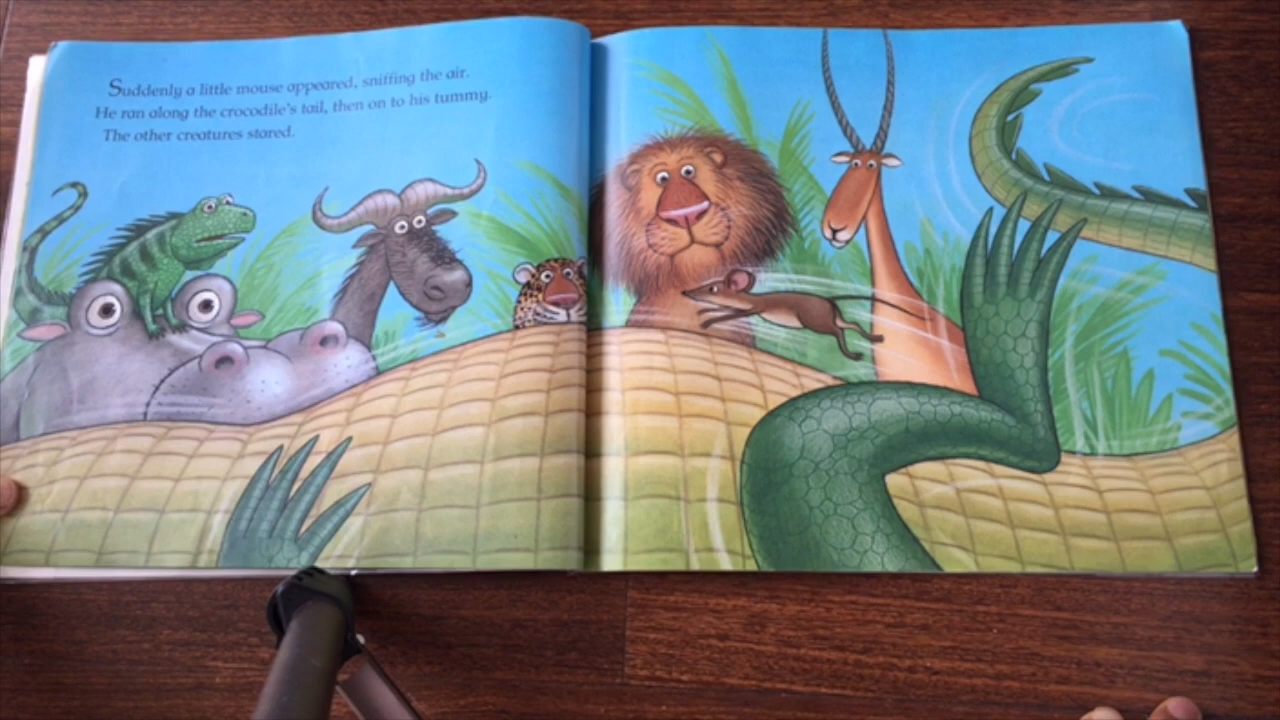 Suddenly a little mouse appeared, sniffing the air.
He ran along the crocodile's tail, then on to his tummy.
The other creatures stared.